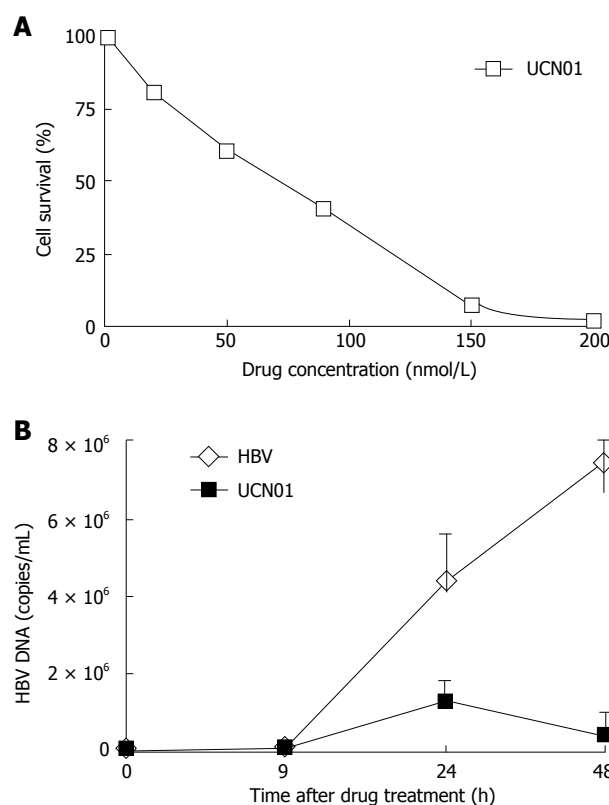 A
100
75
50
25
0
Cell survival (%)
UCN01
0 50 100 150 200
Drug concentration (nmol/L)
B
8 × 10⁶
6 × 10⁶
4 × 10⁶
2 × 10⁶
0
HBV DNA (copies/mL)
HBV
UCN01
0 9 24 48
Time after drug treatment (h)